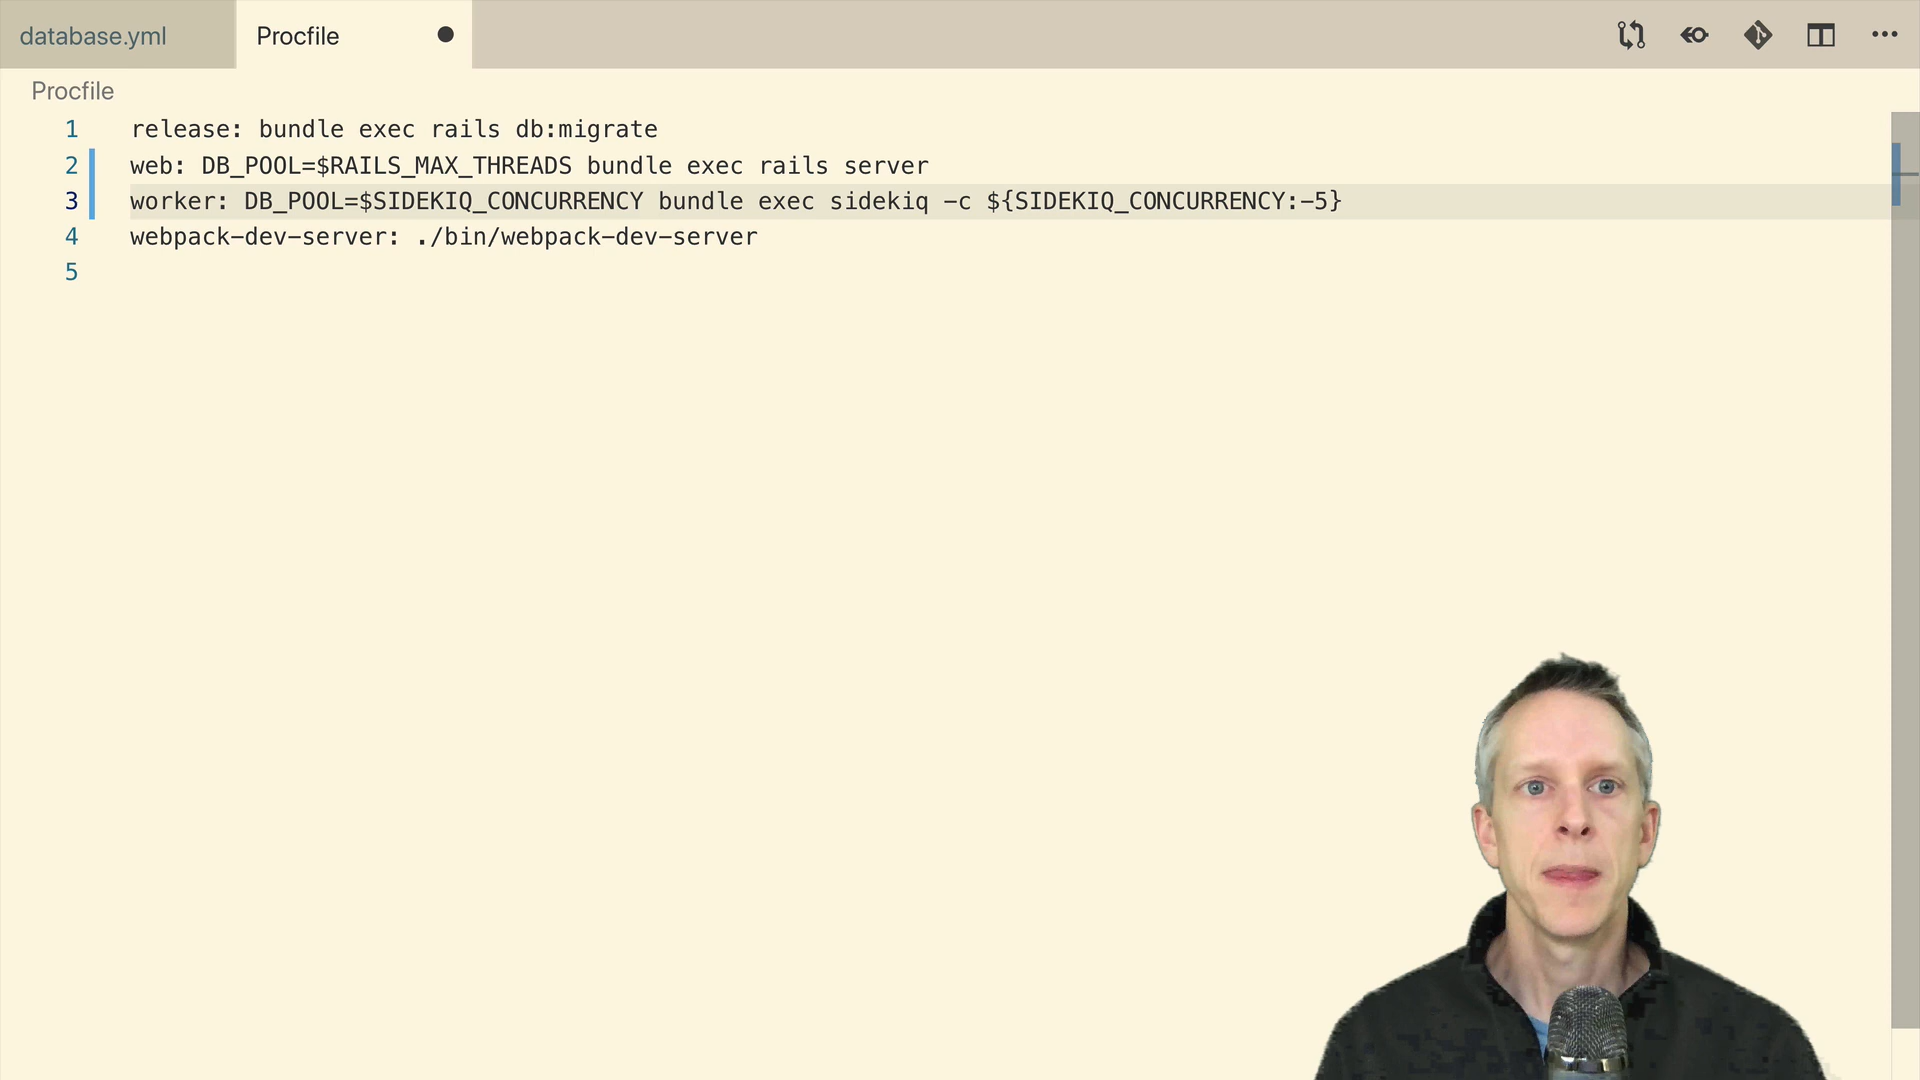 database.yml
Procfile
Procfile
1 release: bundle exec rails db:migrate
2 web: DB_POOL=$RAILS_MAX_THREADS bundle exec rails server
3 worker: DB_POOL=$SIDEKIQ_CONCURRENCY bundle exec sidekiq -c ${SIDEKIQ_CONCURRENCY:-5}
4 webpack-dev-server: ./bin/webpack-dev-server
5